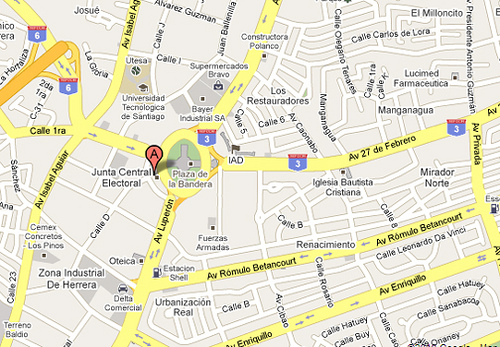 Josué
Alvarez Guzman
El Milloncito
6
Calle J
Juan Ballenilla
Constructora
Polanco
Calle Olegario Tenares
Calle Carlos de Lora
Av Presidente Antonio Guzman
La Hortaliza
Av Isabel Aguiar
La Gloria
Utesa
Calle I
Supermercados
Bravo
6
2da
1ra
C-31
Universidad
Tecnologica
de Santiago
Los
Restauradores
Manganagua
Calle 1ra
Calle K
Lucimed
Farmaceutica
Bayer
Industrial SA
Calle 5
Calle 6
Av Caonabo
Manganagua
Calle 1ra
3
3
Av Privada
A
IAD
3
Av 27 de Febrero
Sánchez
Av Isabel Aguiar
Junta Central
Electoral
Plaza de
la Bandera
Iglesia Bautista
Cristiana
Mirador
Norte
Calle D
Av Luperón
Calle B
Calle 8
Cemex
Concretos
Los Pinos
Fuerzas
Armadas
Renacimiento
Av Rómulo Betancourt
Calle Leonardo Da Vinci
Oteica
Estacion
Shell
Av Rómulo Betancourt
Zona Industrial
De Herrera
Calle 23
Delta
Comercial
Urbanización
Real
Calle B
Av Cibao
Calle Rosario
Av Enriquillo
Av Enriquillo
Calle Hatuey
Calle Sanabacoa
Terreno
Baldio
Calle Hatuey
Calle Buy